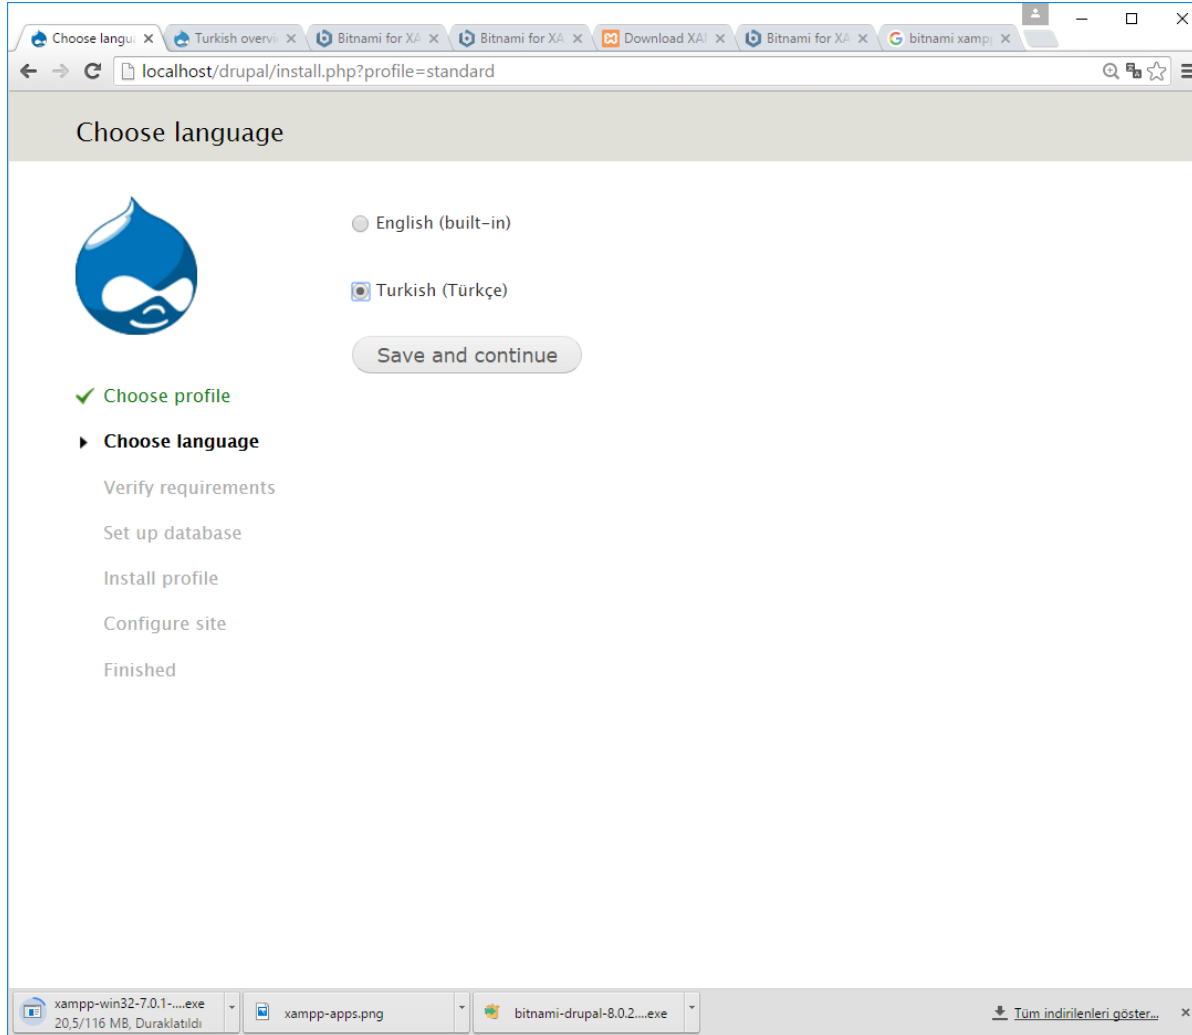 Choose langu
Turkish overvi
Bitnami for XA
Bitnami for XA
Download XAM
Bitnami for XA
bitnami xampp
localhost/drupal/install.php?profile=standard
Choose language
English (built-in)
Turkish (Türkçe)
Save and continue
Choose profile
Choose language
Verify requirements
Set up database
Install profile
Configure site
Finished
xampp-win32-7.0.1-....exe
20,5/116 MB, Duraklatıldı
xampp-apps.png
bitnami-drupal-8.0.2....exe
Tüm indirilenleri göster...